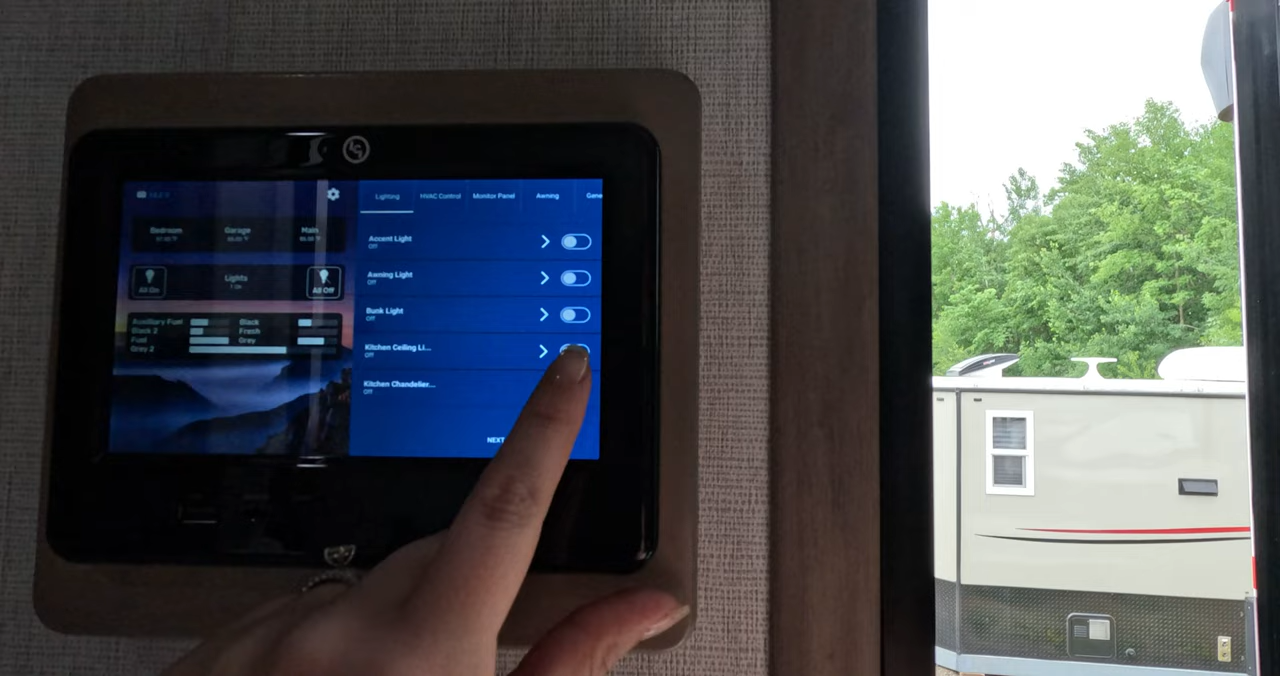 Lighting HVAC Control Monitor Panel Awning Gene
Bedroom Garage Main
Accent Light
Off
Awning Light
Off
All On Lights All Off
Bunk Light
Off
Auxiliary Fuel Black
Black 2 Fresh
Fuel Grey
Grey 2
Kitchen Ceiling Li...
Off
Kitchen Chandelier...
Off
NEXT